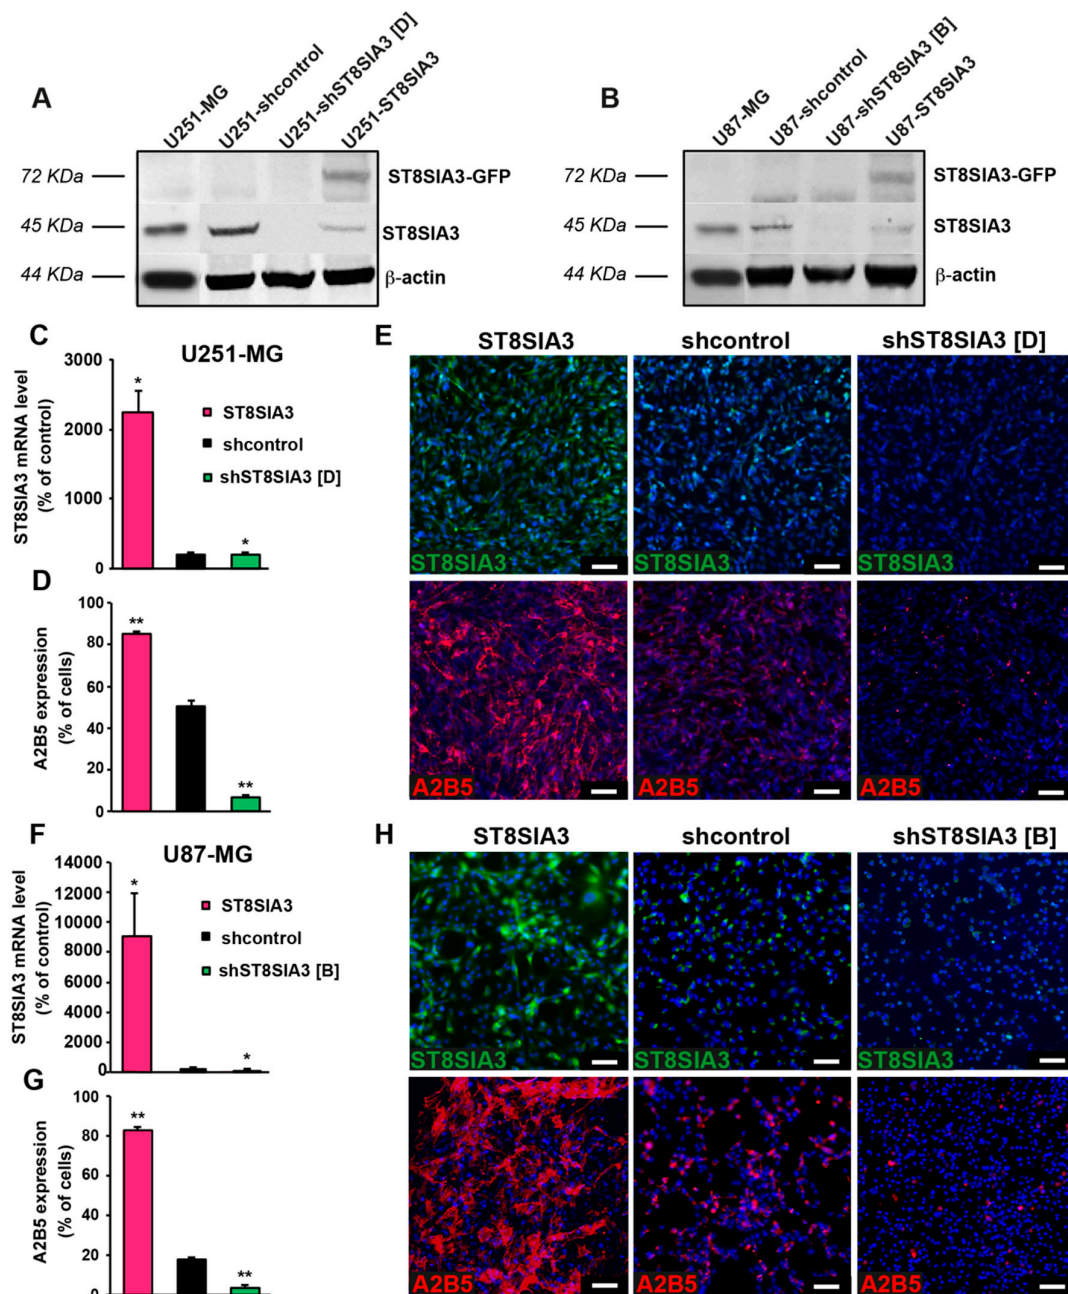 A
U251-MG
U251-shcontrol
U251-shST8SIA3 [D]
U251-ST8SIA3
72 KDa
ST8SIA3-GFP
45 KDa
ST8SIA3
44 KDa
β-actin
B
U87-MG
U87-shcontrol
U87-shST8SIA3 [B]
U87-ST8SIA3
72 KDa
ST8SIA3-GFP
45 KDa
ST8SIA3
44 KDa
β-actin
C
U251-MG
ST8SIA3 mRNA level
(% of control)
3000
2000
1000
0
*
*
ST8SIA3
shcontrol
shST8SIA3 [D]
D
A2B5 expression
(% of cells)
100
80
60
40
20
0
**
**
E
ST8SIA3
shcontrol
shST8SIA3 [D]
ST8SIA3
ST8SIA3
ST8SIA3
A2B5
A2B5
A2B5
F
U87-MG
ST8SIA3 mRNA level
(% of control)
14000
12000
10000
8000
6000
4000
2000
0
*
*
ST8SIA3
shcontrol
shST8SIA3 [B]
G
A2B5 expression
(% of cells)
100
80
60
40
20
0
**
**
H
ST8SIA3
shcontrol
shST8SIA3 [B]
ST8SIA3
ST8SIA3
ST8SIA3
A2B5
A2B5
A2B5